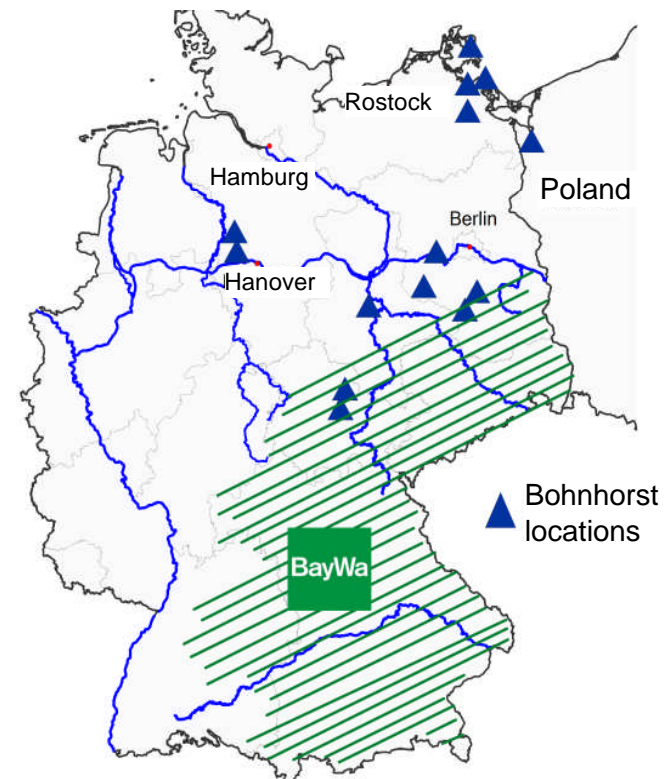 Rostock
Hamburg
Poland
Berlin
Hanover
Bohnhorst
locations
BayWa